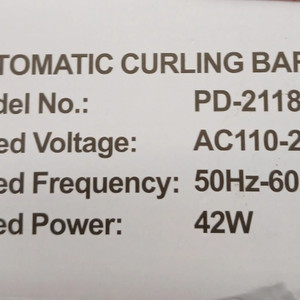 TOMATIC CURLING BAR
del No.: PD-2118
ed Voltage: AC110-2
ed Frequency: 50Hz-60
ed Power: 42W